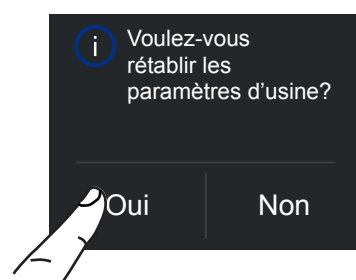 i
Voulez-vous
rétablir les
paramètres d’usine?
Oui
Non